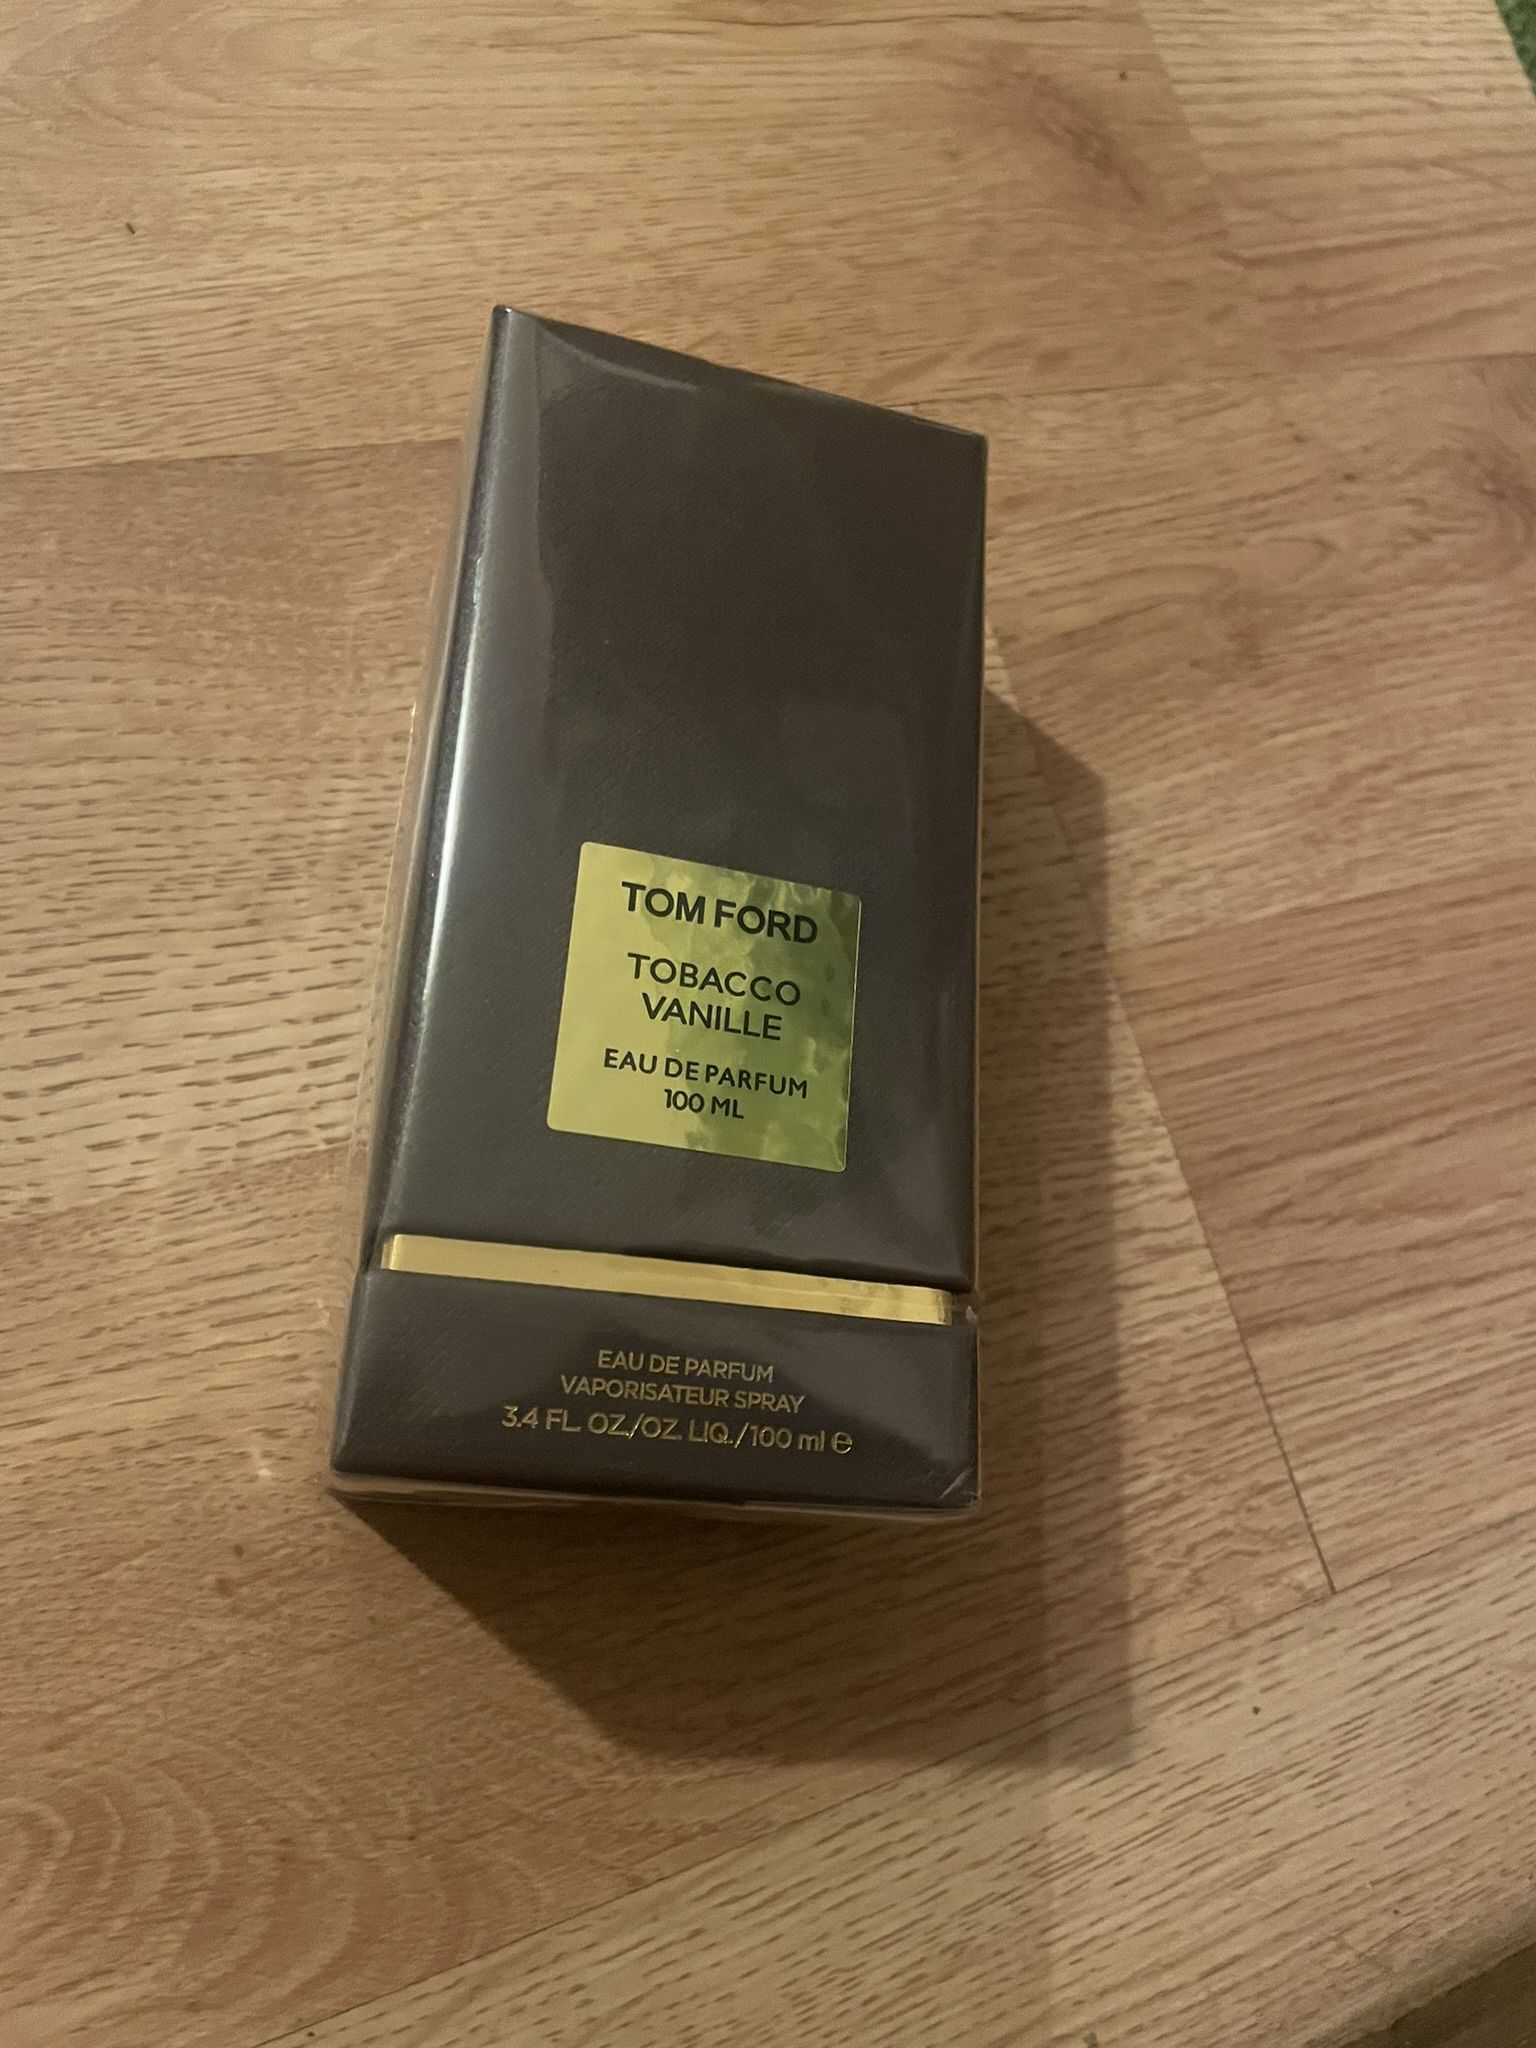 TOM FORD
TOBACCO
VANILLE
EAU DE PARFUM
100 ML
EAU DE PARFUM
VAPORISATEUR SPRAY
3.4 FL. OZ./OZ. LIQ./100 ml ℮